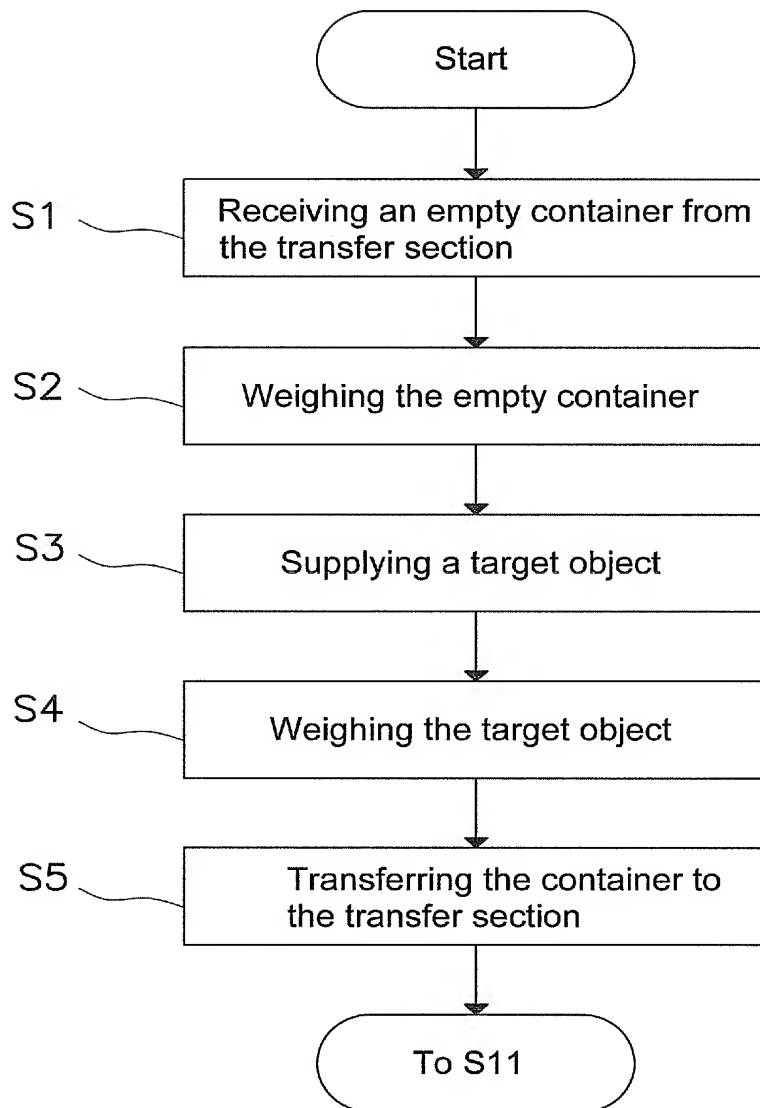 Start
S1
Receiving an empty container from
the transfer section
S2
Weighing the empty container
S3
Supplying a target object
S4
Weighing the target object
S5
Transferring the container to
the transfer section
To S11